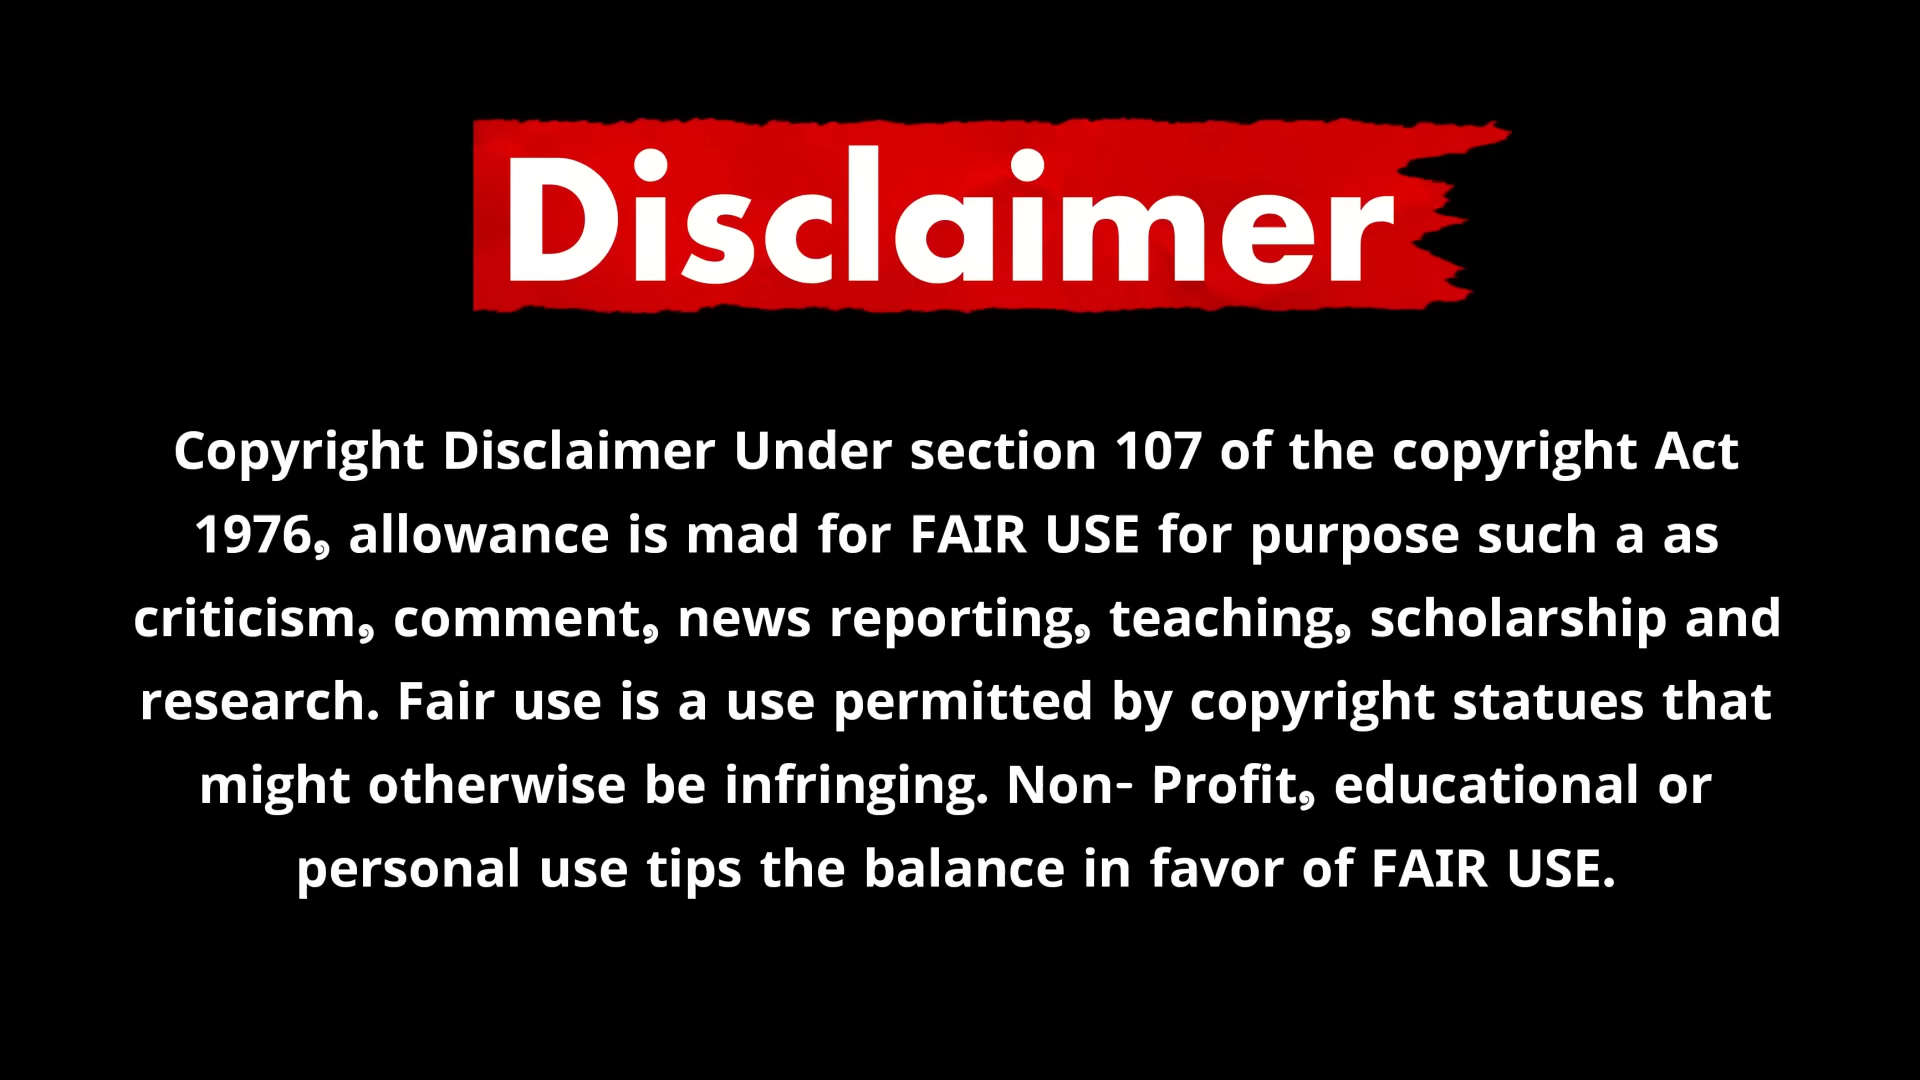 Disclaimer
Copyright Disclaimer Under section 107 of the copyright Act
1976, allowance is mad for FAIR USE for purpose such a as
criticism, comment, news reporting, teaching, scholarship and
research. Fair use is a use permitted by copyright statues that
might otherwise be infringing. Non- Profit, educational or
personal use tips the balance in favor of FAIR USE.